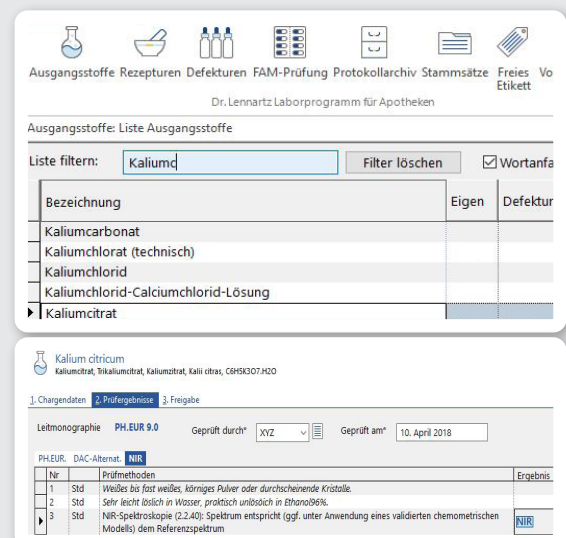 Ausgangsstoffe Rezepturen Defekturen FAM-Prüfung Protokollarchiv Stammsätze Freies Etikett Vo
Dr. Lennartz Laborprogramm für Apotheken
Ausgangsstoffe: Liste Ausgangsstoffe
Liste filtern: Kaliumc Filter löschen Wortanfa
Bezeichnung Eigen Defektur
Kaliumcarbonat
Kaliumchlorat (technisch)
Kaliumchlorid
Kaliumchlorid-Calciumchlorid-Lösung
Kaliumcitrat
Kalium citricum
Kaliumcitrat, Trikaliumcitrat, Kaliumzitrat, Kalii citras, C6H5K3O7.H2O
1. Chargendaten 2. Prüfergebnisse 3. Freigabe
Leitmonographie PH.EUR 9.0 Geprüft durch* XYZ Geprüft am* 10. April 2018
PH.EUR. DAC-Alternat. NIR
Nr Prüfmethoden Ergebnis
1 Std Weißes bis fast weißes, körniges Pulver oder durchscheinende Kristalle.
2 Std Sehr leicht löslich in Wasser, praktisch unlösöich in Ethanol96%.
3 Std NIR-Spektroskopie (2.2.40): Spektrum entspricht (ggf. unter Anwendung eines validierten chemometrischen
Modells) dem Referenzspektrum NIR